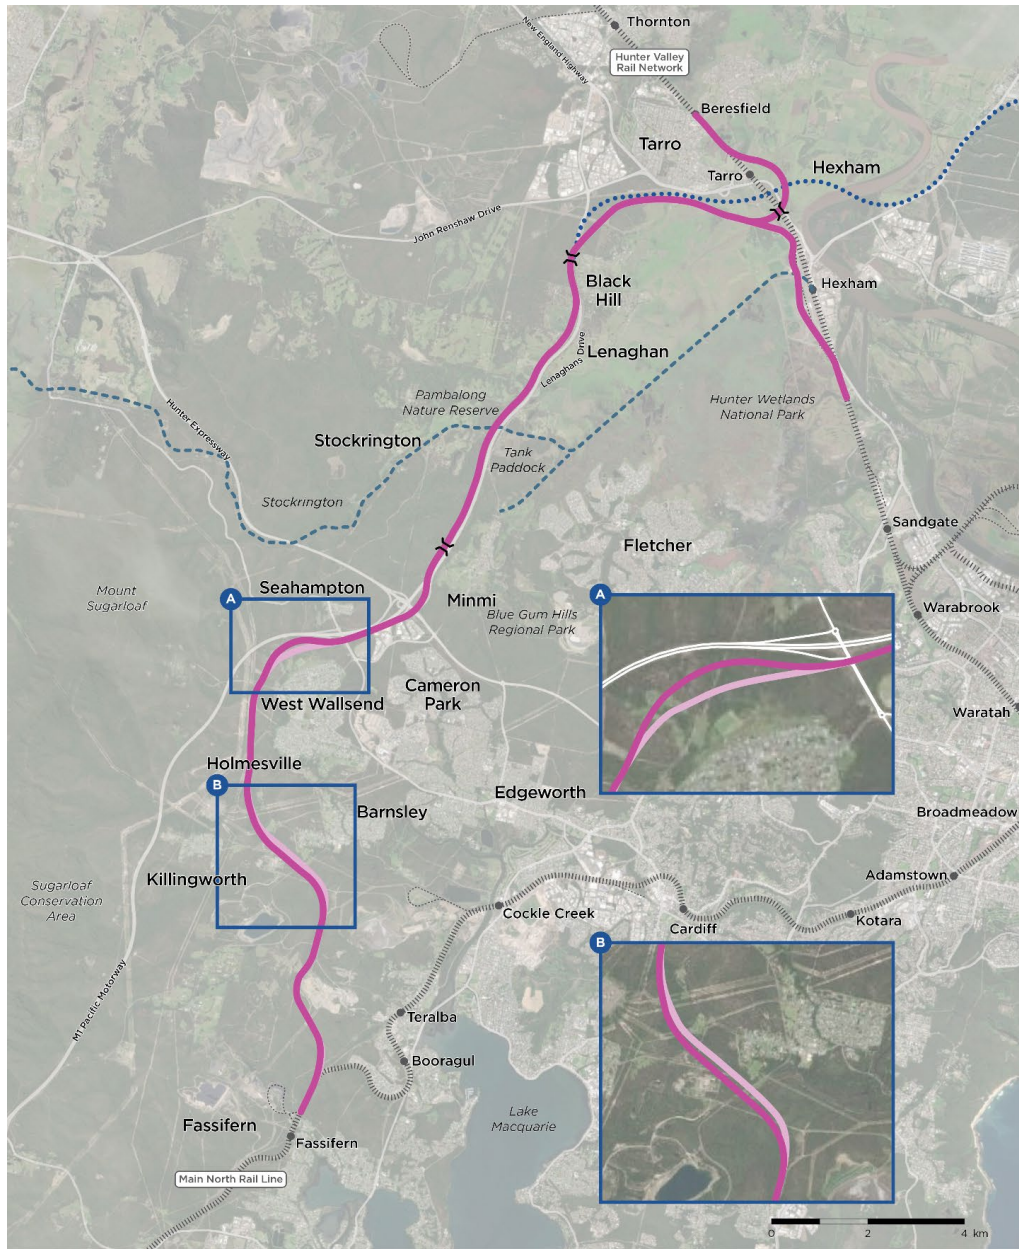 Thornton
New England Highway
Hunter Valley
Rail Network
Beresfield
Tarro
Tarro
Hexham
John Renshaw Drive
Black
Hill
Hexham
Lenaghans Drive
Lenaghan
Pambalong
Nature Reserve
Hunter Wetlands
National Park
Hunter Expressway
Stockrington
Tank
Paddock
Stockrington
Sandgate
Fletcher
Mount
Sugarloaf
Seahampton
A
Minmi
A
Blue Gum Hills
Regional Park
Warabrook
Cameron
Park
West Wallsend
Waratah
Holmesville
B
Edgeworth
Barnsley
Broadmeadow
Killingworth
Adamstown
Sugarloaf
Conservation
Area
Cockle Creek
Cardiff
Kotara
B
M1 Pacific Motorway
Teralba
Booragul
Lake
Macquarie
Fassifern
Fassifern
Main North Rail Line
0 2 4 km